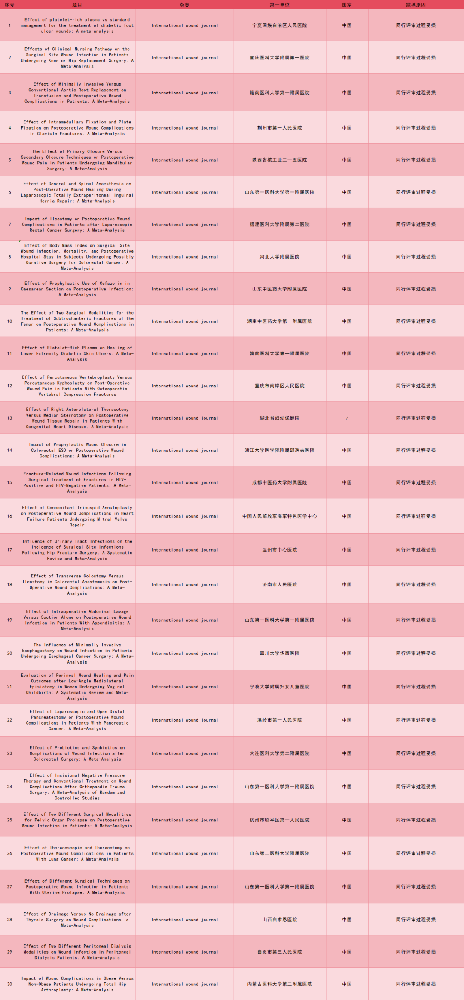 序号 题目 杂志 第一单位 国家 撤稿原因
Effect of platelet-rich plasma vs standard
1 management for the treatment of diabetic foot International wound journal 宁夏回族自治区人民医院 中国 同行评审过程受损
ulcer wounds: A meta-analysis
Effects of Clinical Nursing Pathway on the
Surgical Site Wound Infection in Patients
2 Undergoing Knee or Hip Replacement Surgery: A International wound journal 重庆医科大学附属第一医院 中国 同行评审过程受损
Meta-Analysis
Effect of Minimally Invasive Versus
Conventional Aortic Root Replacement on
3 Transfusion and Postoperative Wound International wound journal 赣南医科大学第一附属医院 中国 同行评审过程受损
Complications in Patients: A Meta-Analysis
Effect of Intramedullary Fixation and Plate
4 Fixation on Postoperative Wound Complications International wound journal 荆州市第一人民医院 中国 同行评审过程受损
in Clavicle Fractures: A Meta-Analysis
The Effect of Primary Closure Versus
Secondary Closure Techniques on Postoperative
5 Wound Pain in Patients Undergoing Mandibular International wound journal 陕西省核工业二一五医院 中国 同行评审过程受损
Surgery: A Meta-Analysis
Effect of General and Spinal Anaesthesia on
Post-Operative Wound Healing During
6 Laparoscopic Totally Extraperitoneal Inguinal International wound journal 山东第一医科大学第一附属医院 中国 同行评审过程受损
Hernia Repair: A Meta-Analysis
Impact of Ileostomy on Postoperative Wound
7 Complications in Patients after Laparoscopic International wound journal 福建医科大学附属第二医院 中国 同行评审过程受损
Rectal Cancer Surgery: A Meta-Analysis
Effect of Body Mass Index on Surgical Site
Wound Infection, Mortality, and Postoperative
8 Hospital Stay in Subjects Undergoing Possibly International wound journal 河北大学附属医院 中国 同行评审过程受损
Curative Surgery for Colorectal Cancer: A
Meta-Analysis
Effect of Prophylactic Use of Cefazolin in
9 Caesarean Section on Postoperative Infection: International wound journal 山东中医药大学附属医院 中国 同行评审过程受损
A Meta-Analysis
The Effect of Two Surgical Modalities for the
Treatment of Subtrochanteric Fractures of the
10 Femur on Postoperative Wound Complications in International wound journal 湖南中医药大学第一附属医院 中国 同行评审过程受损
Patients: A Meta-Analysis
Effect of Platelet-Rich Plasma on Healing of
11 Lower Extremity Diabetic Skin Ulcers: A Meta- International wound journal 赣南医科大学第一附属医院 中国 同行评审过程受损
Analysis
Effect of Percutaneous Vertebroplasty Versus
Percutaneous Kyphoplasty on Post-Operative
12 Wound Pain in Patients With Osteoporotic International wound journal 重庆市南岸区人民医院 中国 同行评审过程受损
Vertebral Compression Fractures
Effect of Right Anterolateral Thoracotomy
Versus Median Sternotomy on Postoperative
13 Wound Tissue Repair in Patients With International wound journal 湖北省妇幼保健院 / 同行评审过程受损
Congenital Heart Disease: A Meta-Analysis
Impact of Prophylactic Wound Closure in
14 Colorectal ESD on Postoperative Wound International wound journal 浙江大学医学院附属邵逸夫医院 中国 同行评审过程受损
Complications: A Meta-Analysis
Fracture-Related Wound Infections Following
Surgical Treatment of Fractures in HIV-
15 Positive and HIV-Negative Patients: A Meta- International wound journal 成都中医药大学附属医院 中国 同行评审过程受损
Analysis
Effect of Concomitant Tricuspid Annuloplasty
on Postoperative Wound Complications in Heart
16 Failure Patients Undergoing Mitral Valve International wound journal 中国人民解放军海军特色医学中心 中国 同行评审过程受损
Repair
Influence of Urinary Tract Infections on the
Incidence of Surgical Site Infections
17 Following Hip Fracture Surgery: A Systematic International wound journal 温州市中心医院 中国 同行评审过程受损
Review and Meta-Analysis
Effect of Transverse Colostomy Versus
Ileostomy in Colorectal Anastomosis on Post-
18 Operative Wound Complications: A Meta- International wound journal 济南市人民医院 中国 同行评审过程受损
Analysis
Effect of Intraoperative Abdominal Lavage
Versus Suction Alone on Postoperative Wound
19 Infection in Patients With Appendicitis: A International wound journal 山东第一医科大学第一附属医院 中国 同行评审过程受损
Meta-Analysis
The Influence of Minimally Invasive
Esophagectomy on Wound Infection in Patients
20 Undergoing Esophageal Cancer Surgery: A Meta- International wound journal 四川大学华西医院 中国 同行评审过程受损
Analysis
Evaluation of Perineal Wound Healing and Pain
Outcomes after Low-Angle Mediolateral
21 Episiotomy in Women Undergoing Vaginal International wound journal 宁波大学附属妇女儿童医院 中国 同行评审过程受损
Childbirth: A Systematic Review and Meta-
Analysis
Effect of Laparoscopic and Open Distal
Pancreatectomy on Postoperative Wound
22 Complications in Patients With Pancreatic International wound journal 温岭市第一人民医院 中国 同行评审过程受损
Cancer: A Meta-Analysis
Effect of Probiotics and Synbiotics on
23 Complications of Wound Infection after International wound journal 大连医科大学第二附属医院 中国 同行评审过程受损
Colorectal Surgery: A Meta-Analysis
Effect of Incisional Negative Pressure
Therapy and Conventional Treatment on Wound
24 Complications After Orthopaedic Trauma International wound journal 山东第一医科大学第一附属医院 中国 同行评审过程受损
Surgery: A Meta-Analysis of Randomized
Controlled Studies
Effect of Two Different Surgical Modalities
25 for Pelvic Organ Prolapse on Postoperative International wound journal 杭州市临平区第一人民医院 中国 同行评审过程受损
Wound Infection in Patients: A Meta-Analysis
Effect of Thoracoscopic and Thoracotomy on
26 Postoperative Wound Complications in Patients International wound journal 山东第二医科大学附属医院 中国 同行评审过程受损
With Lung Cancer: A Meta-Analysis
Effect of Different Surgical Techniques on
27 Postoperative Wound Infection in Patients International wound journal 山东第一医科大学第一附属医院 中国 同行评审过程受损
With Uterine Prolapse: A Meta-Analysis
Effect of Drainage Versus No Drainage after
28 Thyroid Surgery on Wound Complications, a International wound journal 山西白求恩医院 中国 同行评审过程受损
Meta-Analysis
Effect of Two Different Peritoneal Dialysis
29 Modalities on Wound Infection in Peritoneal International wound journal 自贡市第三人民医院 中国 同行评审过程受损
Dialysis Patients: A Meta-Analysis
Impact of Wound Complications in Obese Versus
30 Non-Obese Patients Undergoing Total Hip International wound journal 内蒙古医科大学第二附属医院 中国 同行评审过程受损
Arthroplasty: A Meta-Analysis